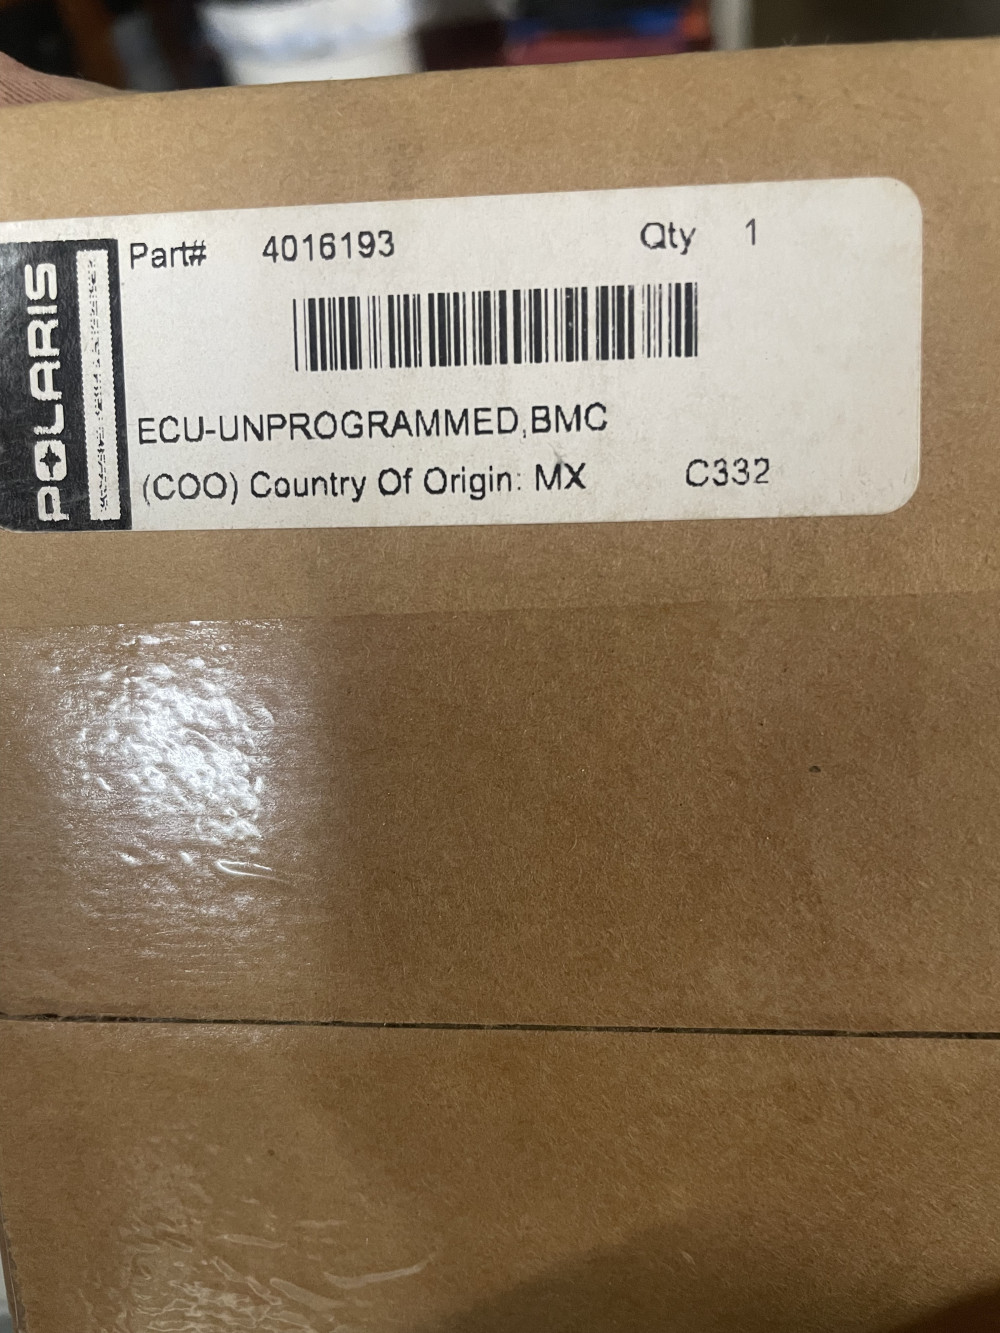 POLARIS
Part# 4016193 Qty 1
ECU-UNPROGRAMMED,BMC
(COO) Country Of Origin: MX C332